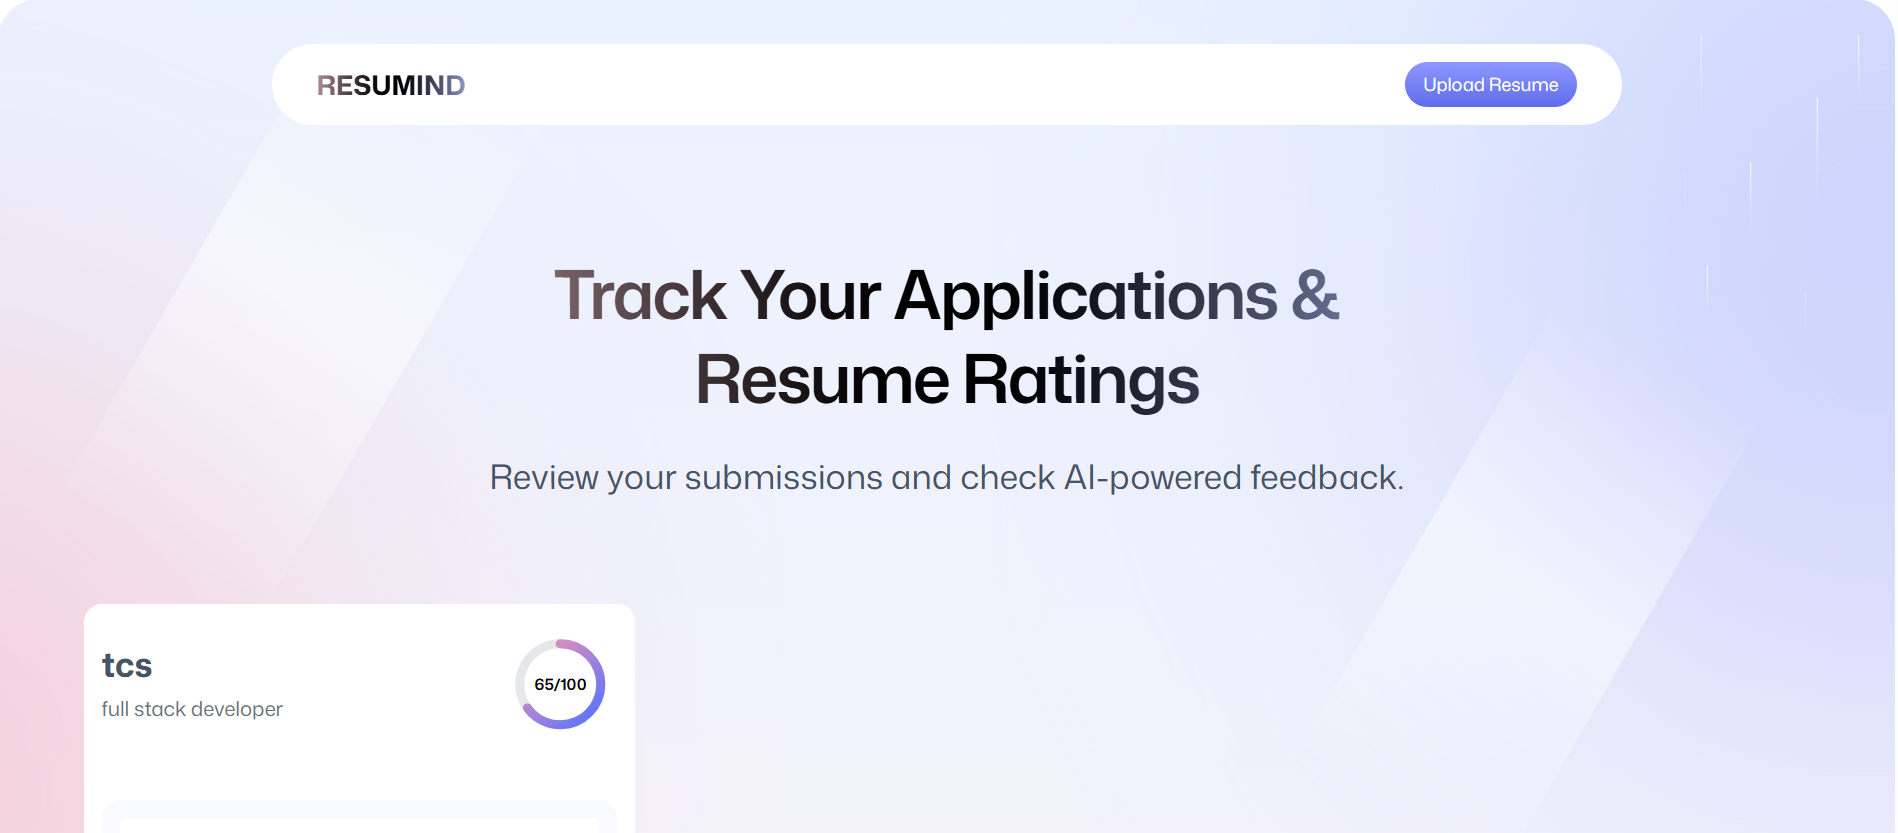 RESUMIND
Upload Resume
Track Your Applications &
Resume Ratings
Review your submissions and check AI-powered feedback.
tcs
full stack developer
65/100